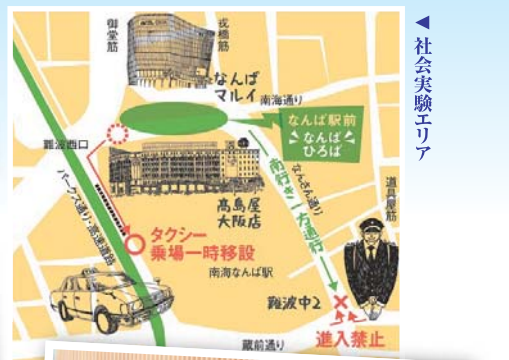 ◀社会実験エリア
御堂筋
戎橋筋
なんば
マルイ
南海通り
なんば駅前
なんば
ひろば
難波西口
なんさん通り
南行き一方通行
道具屋筋
髙島屋
大阪店
パークス通り・高速側道
タクシー
乗場一時移設
南海なんば駅
難波中2
進入禁止
蔵前通り